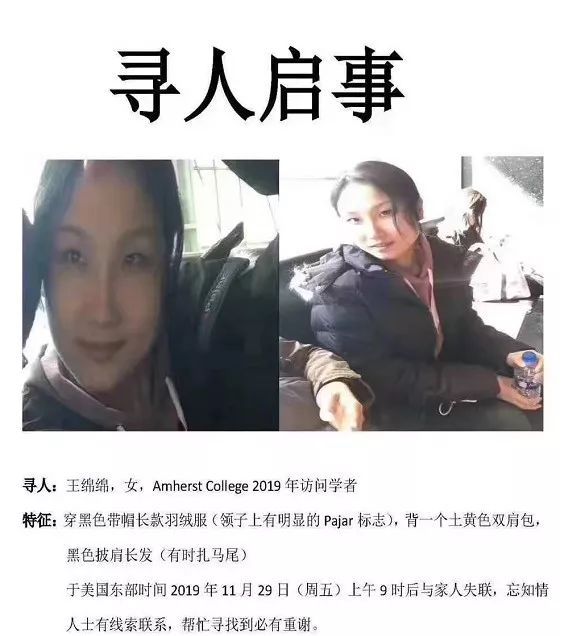 寻人启事
寻人：王绵绵，女，Amherst College 2019 年访问学者
特征：穿黑色带帽长款羽绒服（领子上有明显的 Pajar 标志），背一个土黄色双肩包，
黑色披肩长发（有时扎马尾）
于美国东部时间 2019 年 11 月 29 日（周五）上午 9 时后与家人失联，忘知情
人士有线索联系，帮忙寻找到必有重谢。